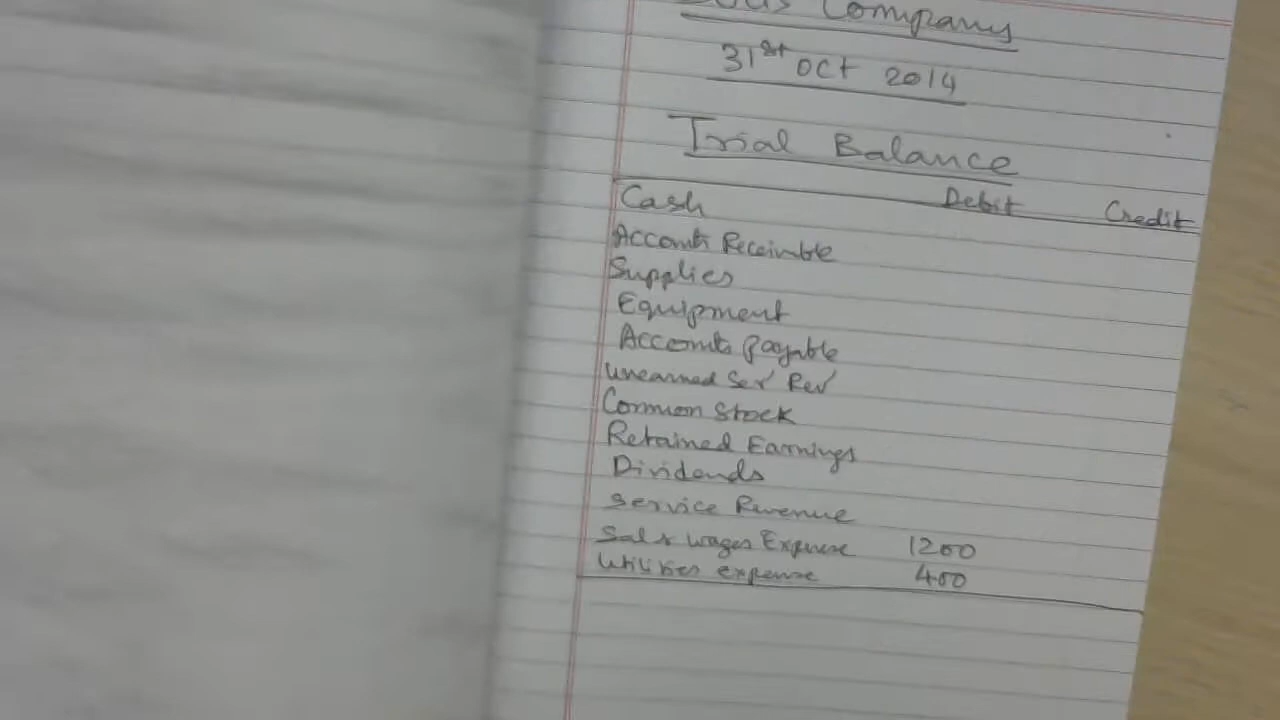 Company
31st Oct 2014
Trial Balance
Cash Debit Credit
Accounts Receivable
Supplies
Equipment
Accounts payable
Unearned Ser' Rev'
Common Stock
Retained Earnings
Dividends
Service Revenue
Sal & Wages Expense 1200
Utilities expense 400